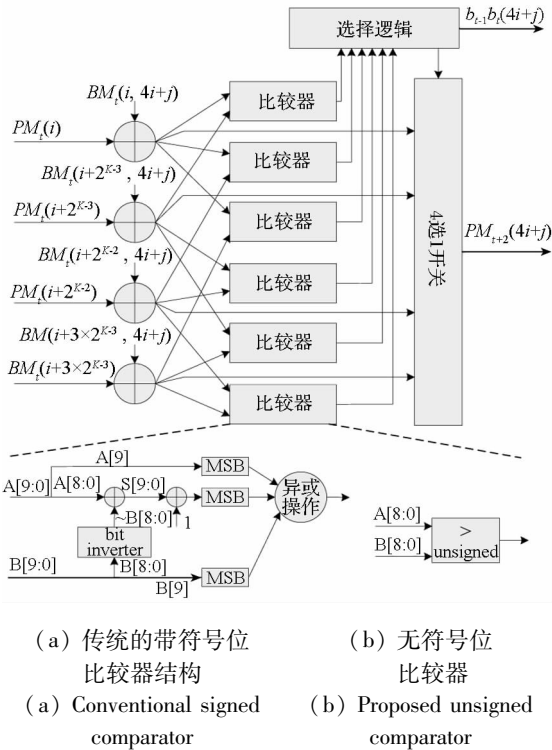 选择逻辑
b_{t-1}b_t(4i+j)
BM_t(i, 4i+j)
PM_t(i)
比较器
BM_t(i+2^{K-3} , 4i+j)
比较器
PM_t(i+2^{K-3})
比较器
BM_t(i+2^{K-2} , 4i+j)
4选1开关
PM_{t+2}(4i+j)
比较器
PM_t(i+2^{K-2})
BM(i+3×2^{K-3} , 4i+j)
比较器
BM_t(i+3×2^{K-3})
比较器
A[9]
MSB
A[9:0]
A[8:0]
S[9:0]
MSB
异或
操作
~B[8:0]
1
bit
inverter
B[9:0]
B[8:0]
B[9]
MSB
A[8:0]
B[8:0]
>
unsigned
(a) 传统的带符号位
比较器结构
(a) Conventional signed
comparator
(b) 无符号位
比较器
(b) Proposed unsigned
comparator